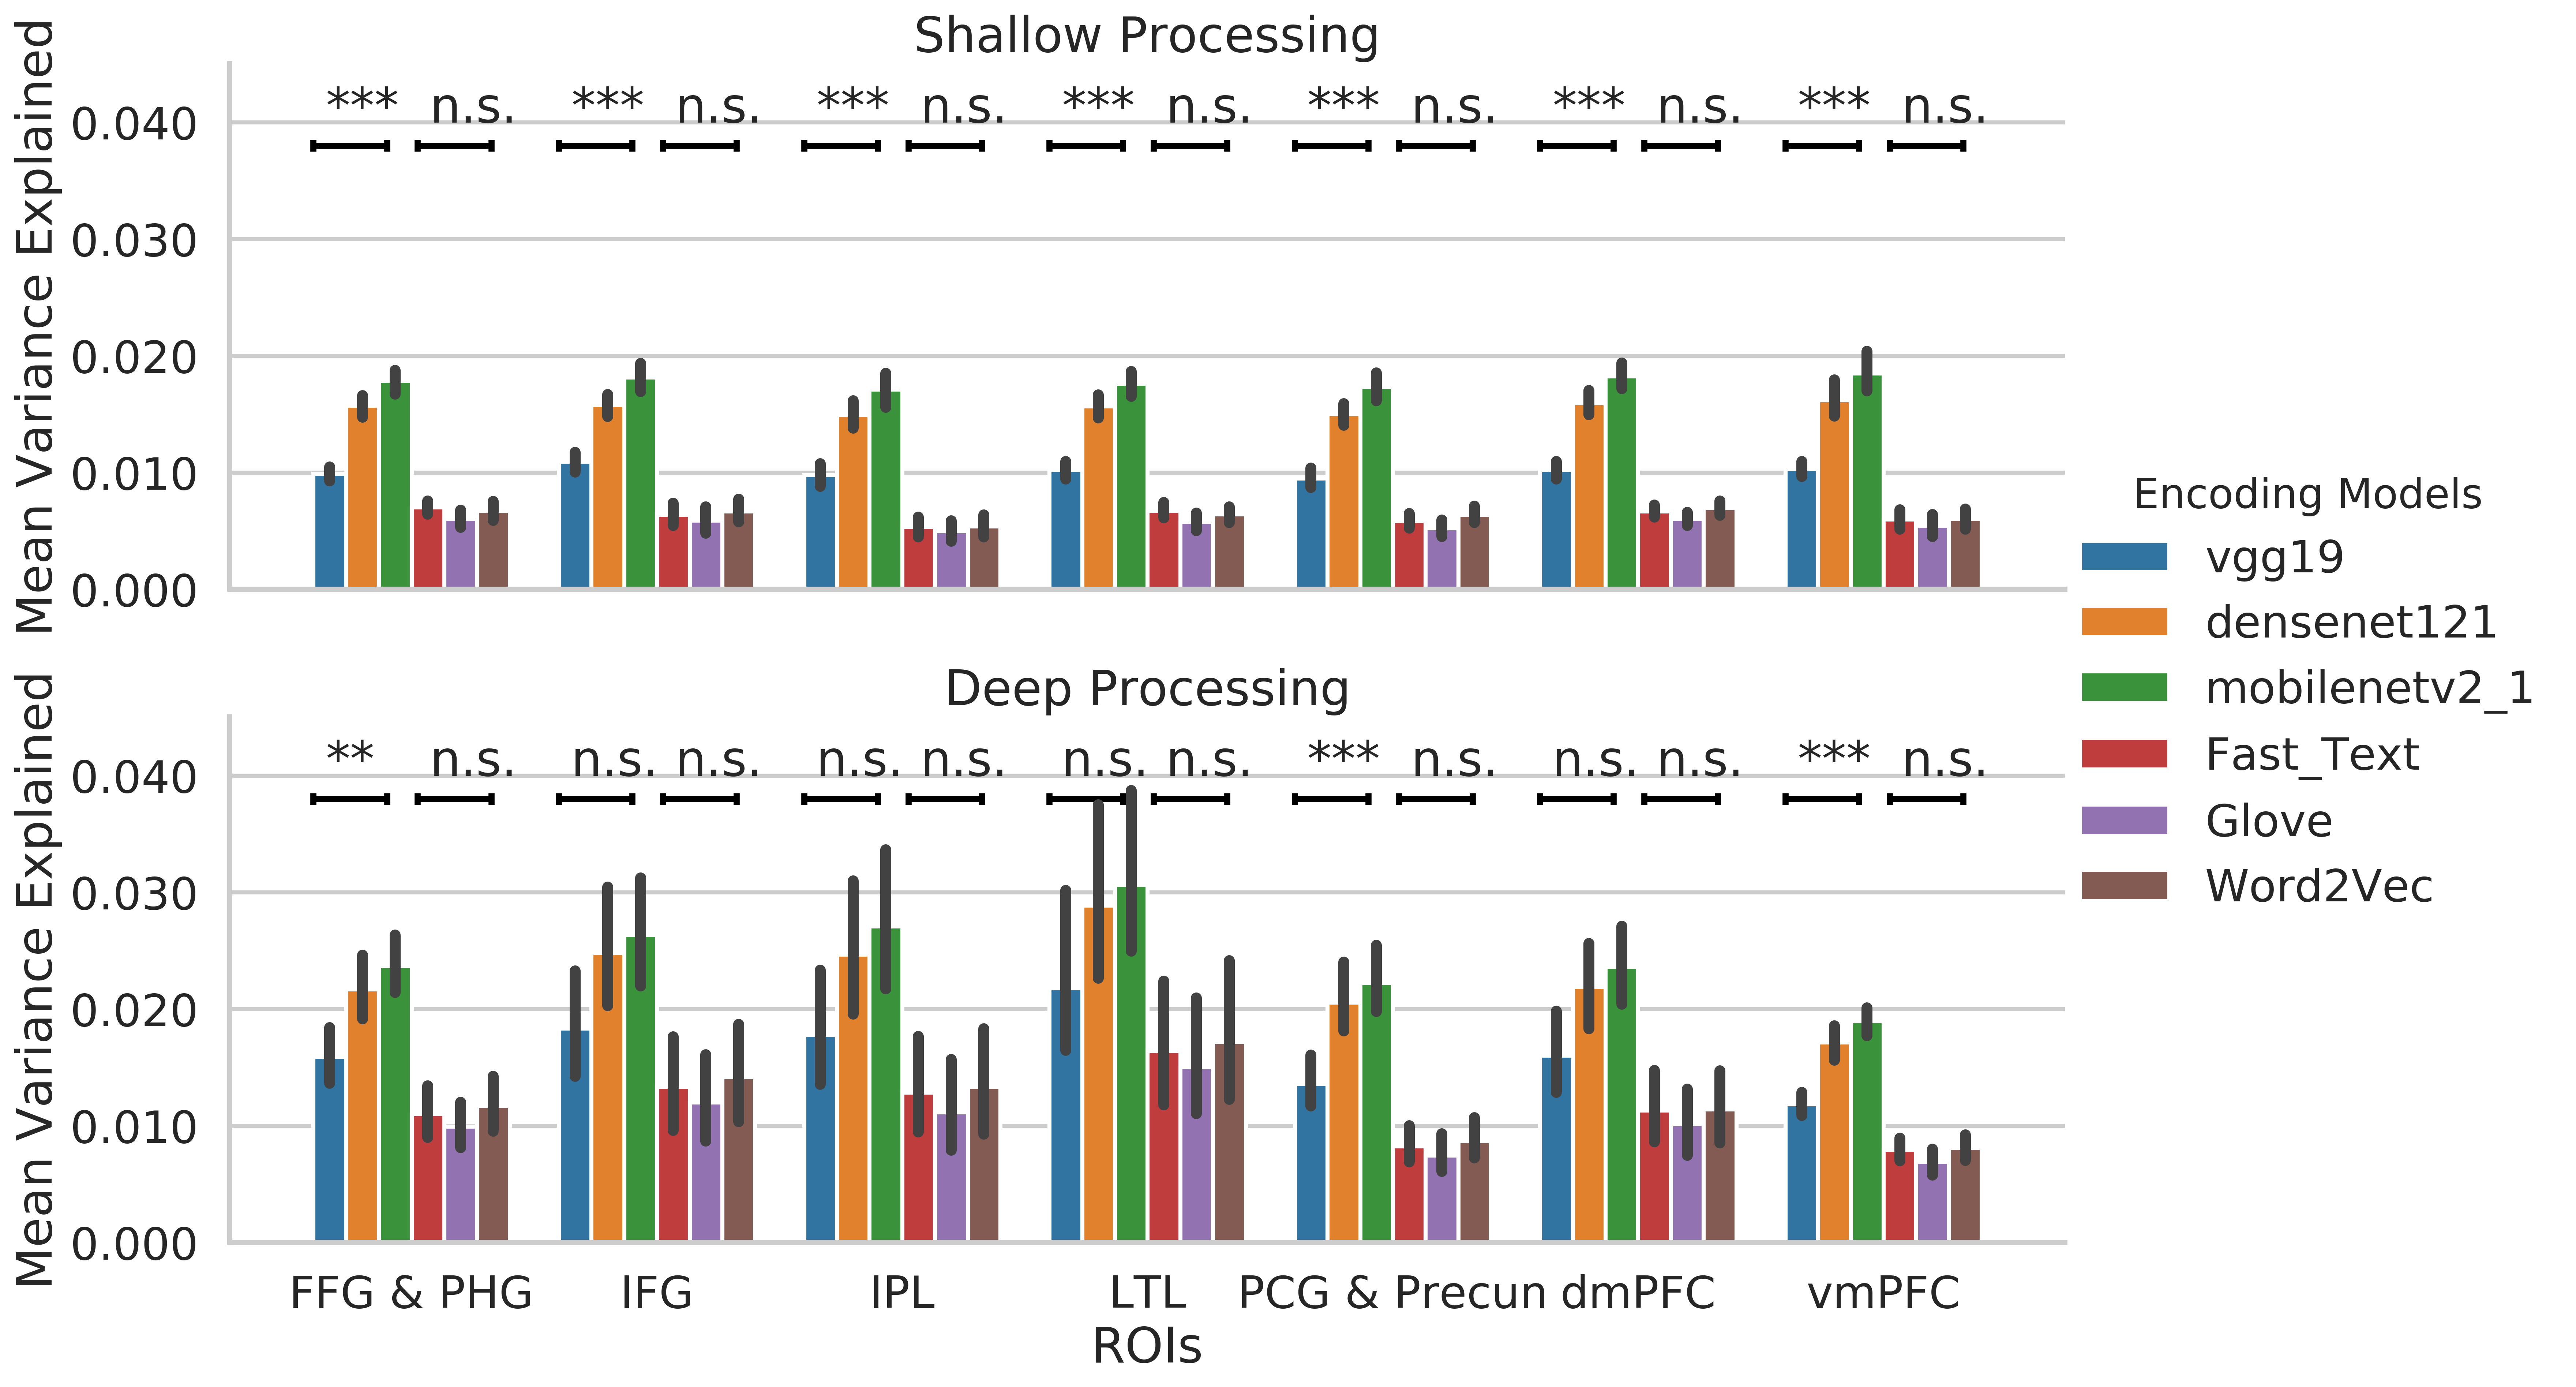 Shallow Processing
Mean Variance Explained
*** n.s. *** n.s. *** n.s. *** n.s. *** n.s. *** n.s. *** n.s.
0.040
0.030
0.020
0.010
0.000
Deep Processing
Mean Variance Explained
** n.s. n.s. n.s. n.s. n.s. n.s. n.s. *** n.s. n.s. n.s. *** n.s.
0.040
0.030
0.020
0.010
0.000
FFG & PHG IFG IPL LTL PCG & Precun dmPFC vmPFC
ROIs
Encoding Models
vgg19
densenet121
mobilenetv2_1
Fast_Text
Glove
Word2Vec